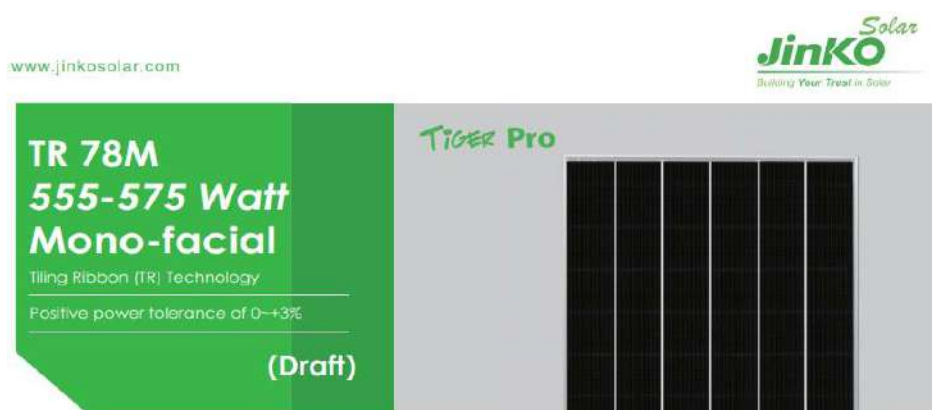 www.jinkosolar.com
Solar
JinKO
Building Your Trust in Solar
TR 78M
555-575 Watt
Mono-facial
Tiling Ribbon (TR) Technology
Positive power tolerance of 0~+3%
(Draft)
TIGER Pro